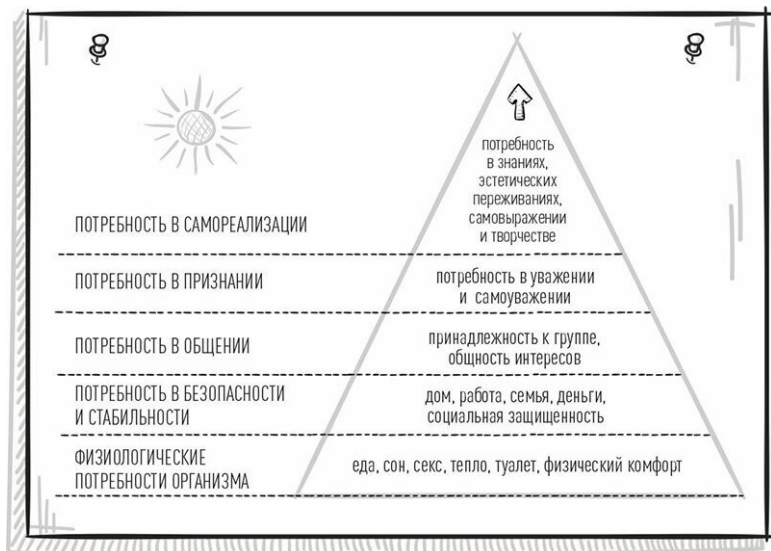 потребность
в знаниях,
эстетических
переживаниях,
самовыражении
и творчестве
ПОТРЕБНОСТЬ В САМОРЕАЛИЗАЦИИ
ПОТРЕБНОСТЬ В ПРИЗНАНИИ
потребность в уважении
и самоуважении
ПОТРЕБНОСТЬ В ОБЩЕНИИ
принадлежность к группе,
общность интересов
ПОТРЕБНОСТЬ В БЕЗОПАСНОСТИ
И СТАБИЛЬНОСТИ
дом, работа, семья, деньги,
социальная защищенность
ФИЗИОЛОГИЧЕСКИЕ
ПОТРЕБНОСТИ ОРГАНИЗМА
еда, сон, секс, тепло, туалет, физический комфорт